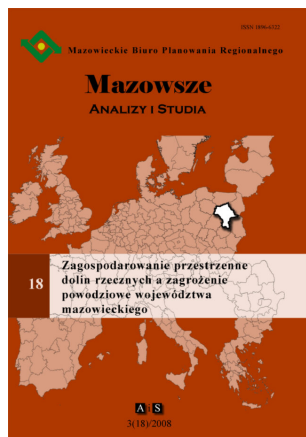 ISSN 1896-6322
Mazowieckie Biuro Planowania Regionalnego
Mazowsze
ANALIZY I STUDIA
18
Zagospodarowanie przestrzenne
dolin rzecznych a zagrożenie
powodziowe województwa
mazowieckiego
A i S
3(18)/2008